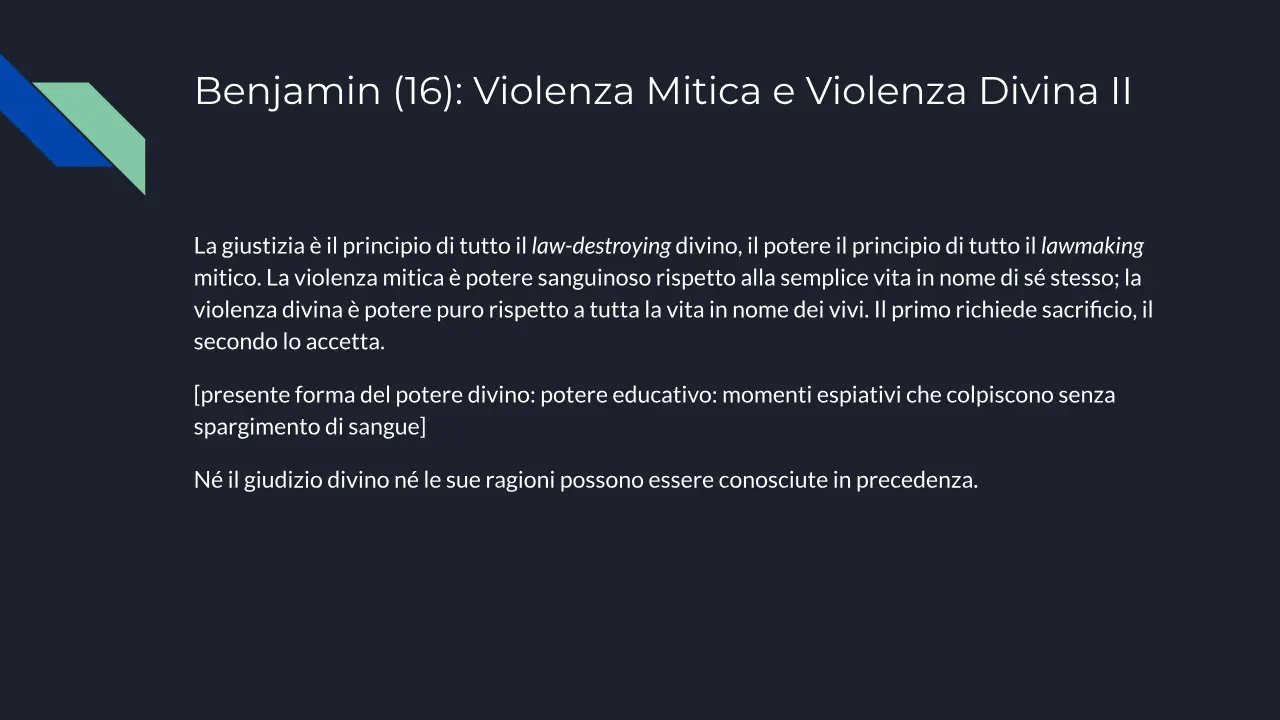 Benjamin (16): Violenza Mitica e Violenza Divina II
La giustizia è il principio di tutto il law-destroying divino, il potere il principio di tutto il lawmaking
mitico. La violenza mitica è potere sanguinoso rispetto alla semplice vita in nome di sé stesso; la
violenza divina è potere puro rispetto a tutta la vita in nome dei vivi. Il primo richiede sacrificio, il
secondo lo accetta.
[presente forma del potere divino: potere educativo: momenti espiativi che colpiscono senza
spargimento di sangue]
Né il giudizio divino né le sue ragioni possono essere conosciute in precedenza.